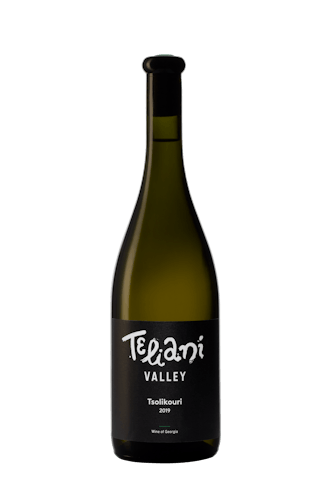 Teliani
VALLEY
Tsolikouri
2019
Wine of Georgia